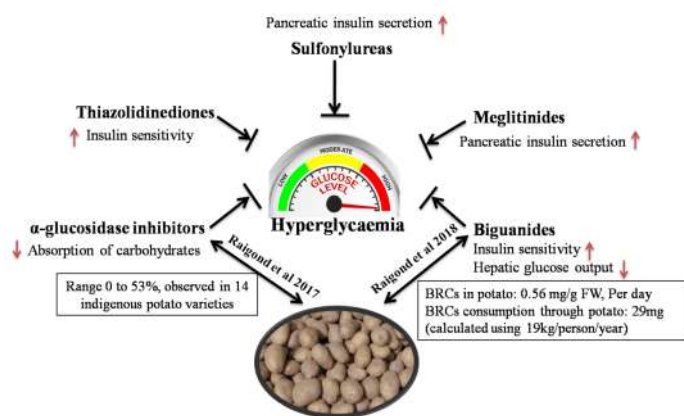 Pancreatic insulin secretion ↑
Sulfonylureas
Thiazolidinediones
↑ Insulin sensitivity
Meglitinides
Pancreatic insulin secretion ↑
LOW
MODERATE
HIGH
GLUCOSE
LEVEL
Hyperglycaemia
α-glucosidase inhibitors
↓ Absorption of carbohydrates
Biguanides
Insulin sensitivity ↑
Hepatic glucose output ↓
Raigond et al 2017
Raigond et al 2018
Range 0 to 53%, observed in 14
indigenous potato varieties
BRCs in potato: 0.56 mg/g FW, Per day
BRCs consumption through potato: 29mg
(calculated using 19kg/person/year)